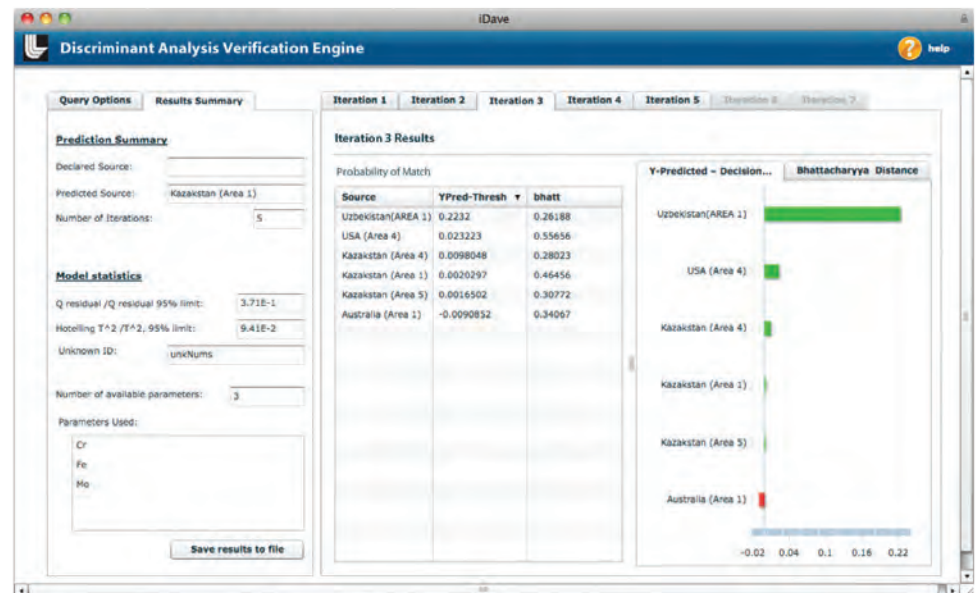 iDave
Discriminant Analysis Verification Engine
help
Query Options
Results Summary
Prediction Summary
Declared Source:
Predicted Source: Kazakstan (Area 1)
Number of Iterations: 5
Model statistics
Q residual /Q residual 95% limit: 3.71E-1
Hotelling T^2 /T^2, 95% limit: 9.41E-2
Unknown ID: unkNums
Number of available parameters: 3
Parameters Used:
Cr
Fe
Mo
Save results to file
Iteration 1 Iteration 2 Iteration 3 Iteration 4 Iteration 5 Iteration 6 Iteration 7
Iteration 3 Results
Probability of Match
Source YPred-Thresh ▼ bhatt
Uzbekistan(AREA 1) 0.2232 0.26188
USA (Area 4) 0.023223 0.55656
Kazakstan (Area 4) 0.0098048 0.28023
Kazakstan (Area 1) 0.0020297 0.46456
Kazakstan (Area 5) 0.0016502 0.30772
Australia (Area 1) -0.0090852 0.34067
Y-Predicted – Decision... Bhattacharyya Distance
Uzbekistan(AREA 1)
USA (Area 4)
Kazakstan (Area 4)
Kazakstan (Area 1)
Kazakstan (Area 5)
Australia (Area 1)
-0.02 0.04 0.1 0.16 0.22